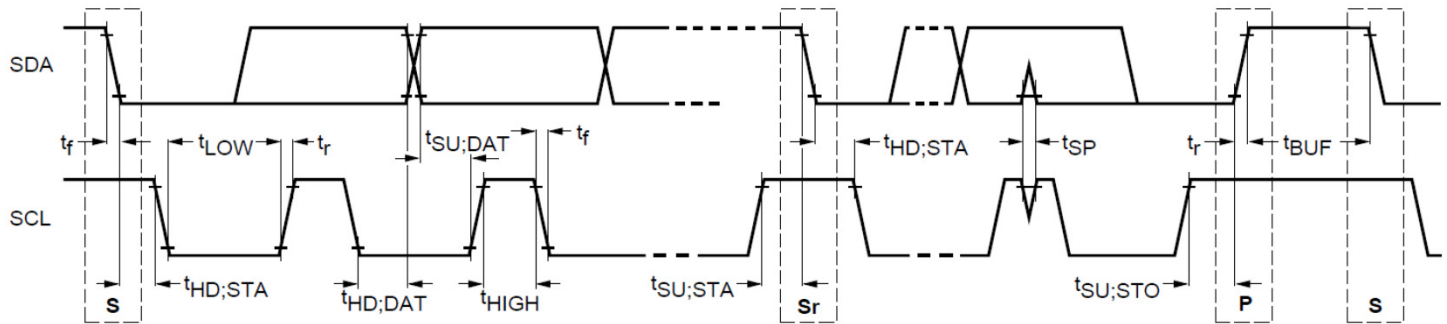 SDA
t_f t_LOW t_r t_SU;DAT t_f t_HD;STA t_SP t_r t_BUF
SCL
S t_HD;STA t_HD;DAT t_HIGH t_SU;STA Sr t_SU;STO P S